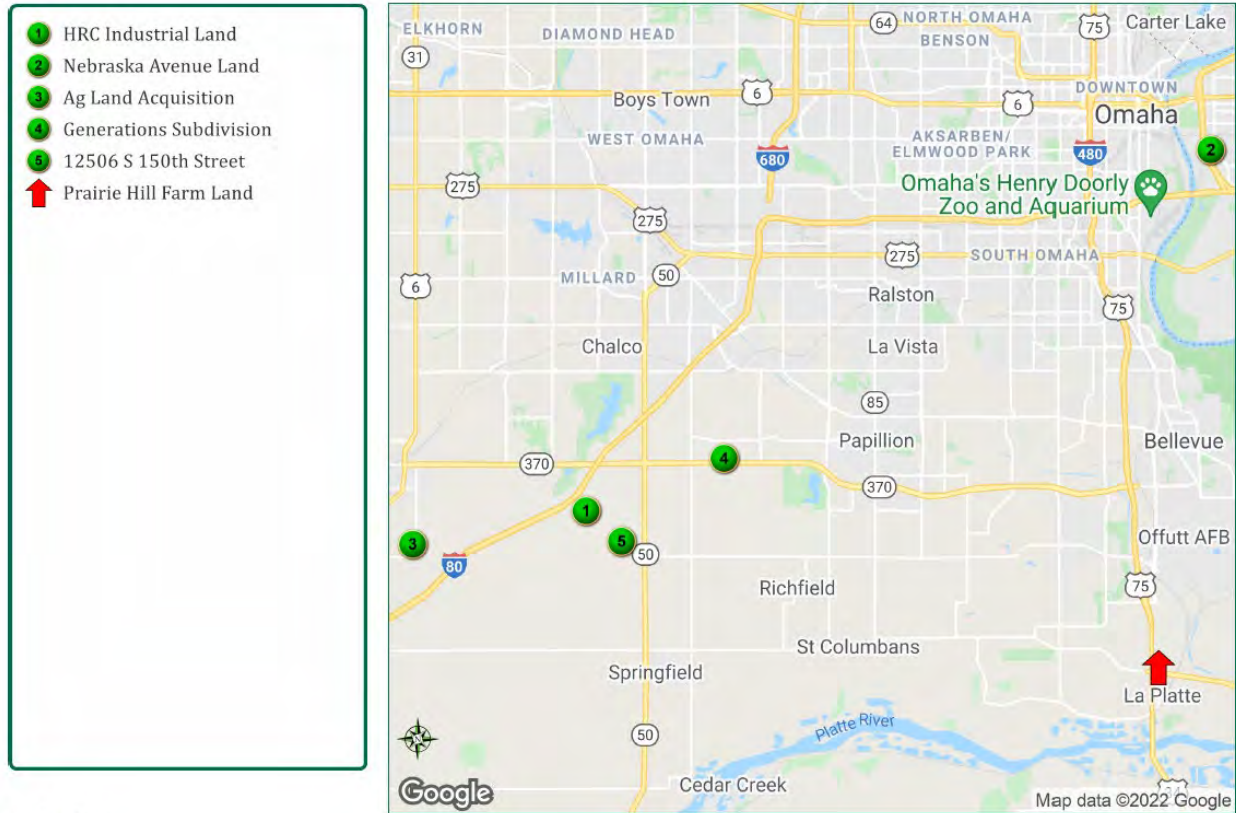 1 HRC Industrial Land
2 Nebraska Avenue Land
3 Ag Land Acquisition
4 Generations Subdivision
5 12506 S 150th Street
Prairie Hill Farm Land
ELKHORN
DIAMOND HEAD
64
NORTH OMAHA
BENSON
75
Carter Lake
31
Boys Town
6
6
DOWNTOWN
Omaha
WEST OMAHA
680
AKSARBEN/
ELMWOOD PARK
480
2
275
Omaha's Henry Doorly
Zoo and Aquarium
275
275
SOUTH OMAHA
MILLARD
50
6
Ralston
75
Chalco
La Vista
85
Papillion
Bellevue
370
4
370
1
3
5
50
80
Offutt AFB
Richfield
75
St Columbans
Springfield
La Platte
50
Platte River
N
Cedar Creek
Google
Map data ©2022 Google